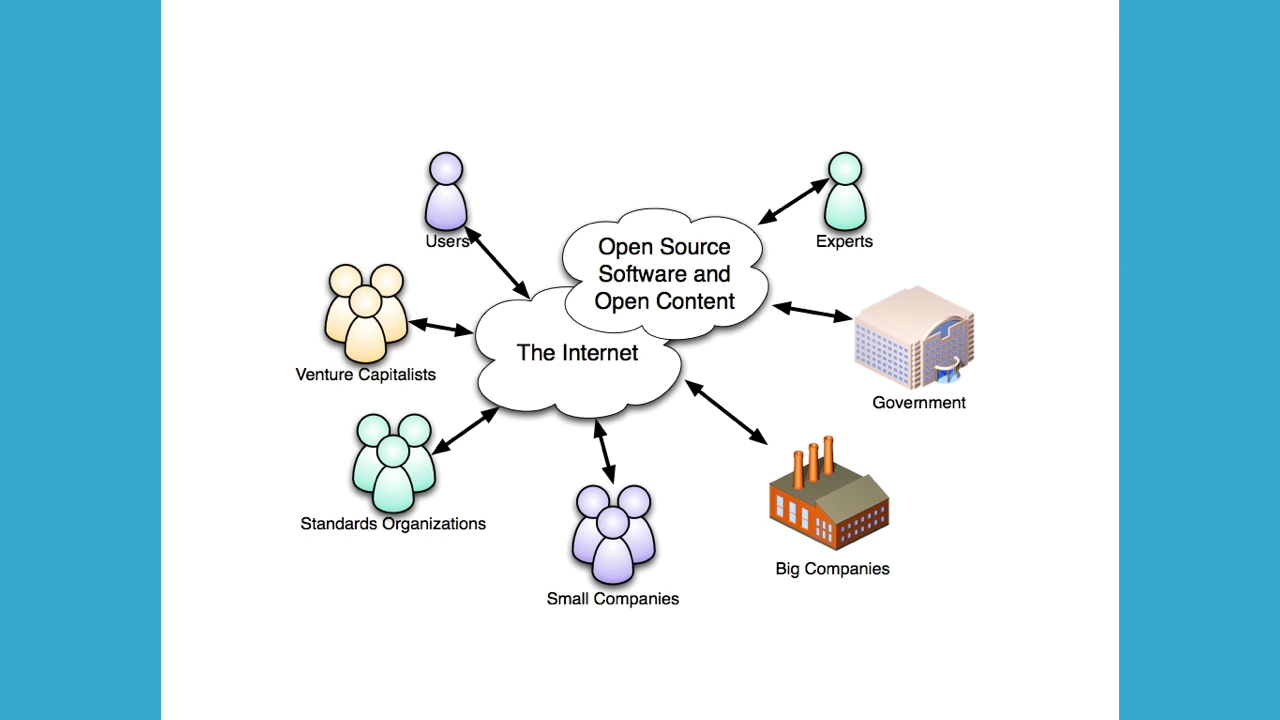 Users
Experts
Open Source
Software and
Open Content
The Internet
Venture Capitalists
Government
Standards Organizations
Big Companies
Small Companies